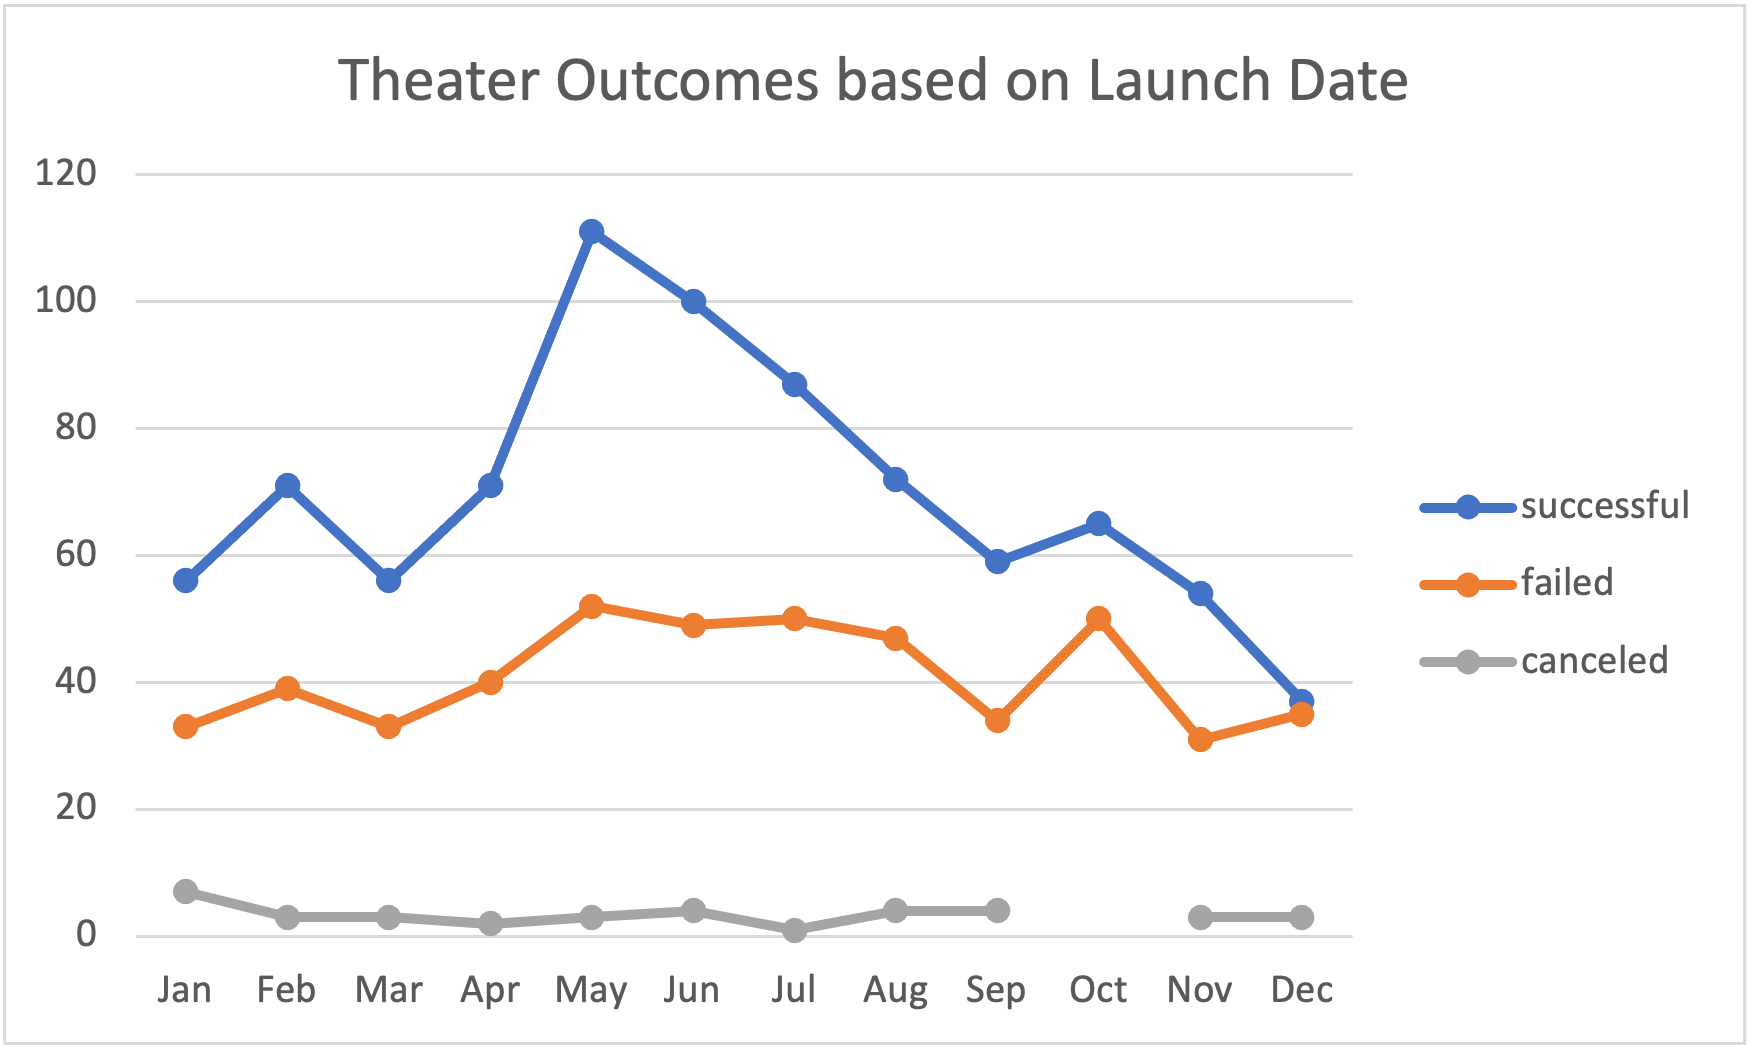 Theater Outcomes based on Launch Date
120
100
80
60
40
20
0
Jan Feb Mar Apr May Jun Jul Aug Sep Oct Nov Dec
successful
failed
canceled